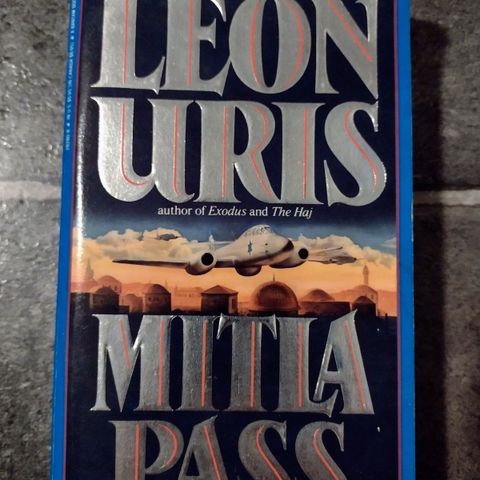 LEON
URIS
author of Exodus and The Haj
MITLA
PASS